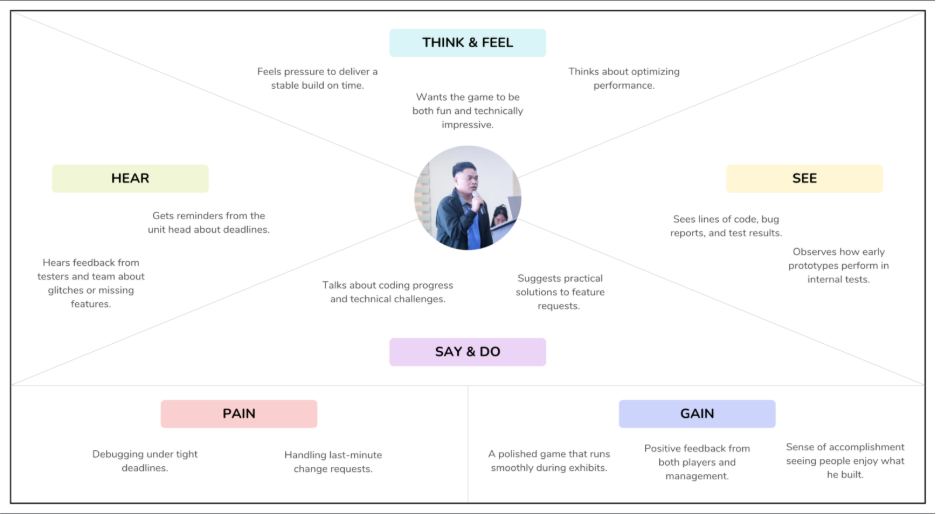 THINK & FEEL
Feels pressure to deliver a
stable build on time.
Wants the game to be
both fun and technically
impressive.
Thinks about optimizing
performance.
HEAR
Gets reminders from the
unit head about deadlines.
Hears feedback from
testers and team about
glitches or missing
features.
SEE
Sees lines of code, bug
reports, and test results.
Observes how early
prototypes perform in
internal tests.
Talks about coding progress
and technical challenges.
Suggests practical
solutions to feature
requests.
SAY & DO
PAIN
Debugging under tight
deadlines.
Handling last-minute
change requests.
GAIN
A polished game that runs
smoothly during exhibits.
Positive feedback from
both players and
management.
Sense of accomplishment
seeing people enjoy what
he built.